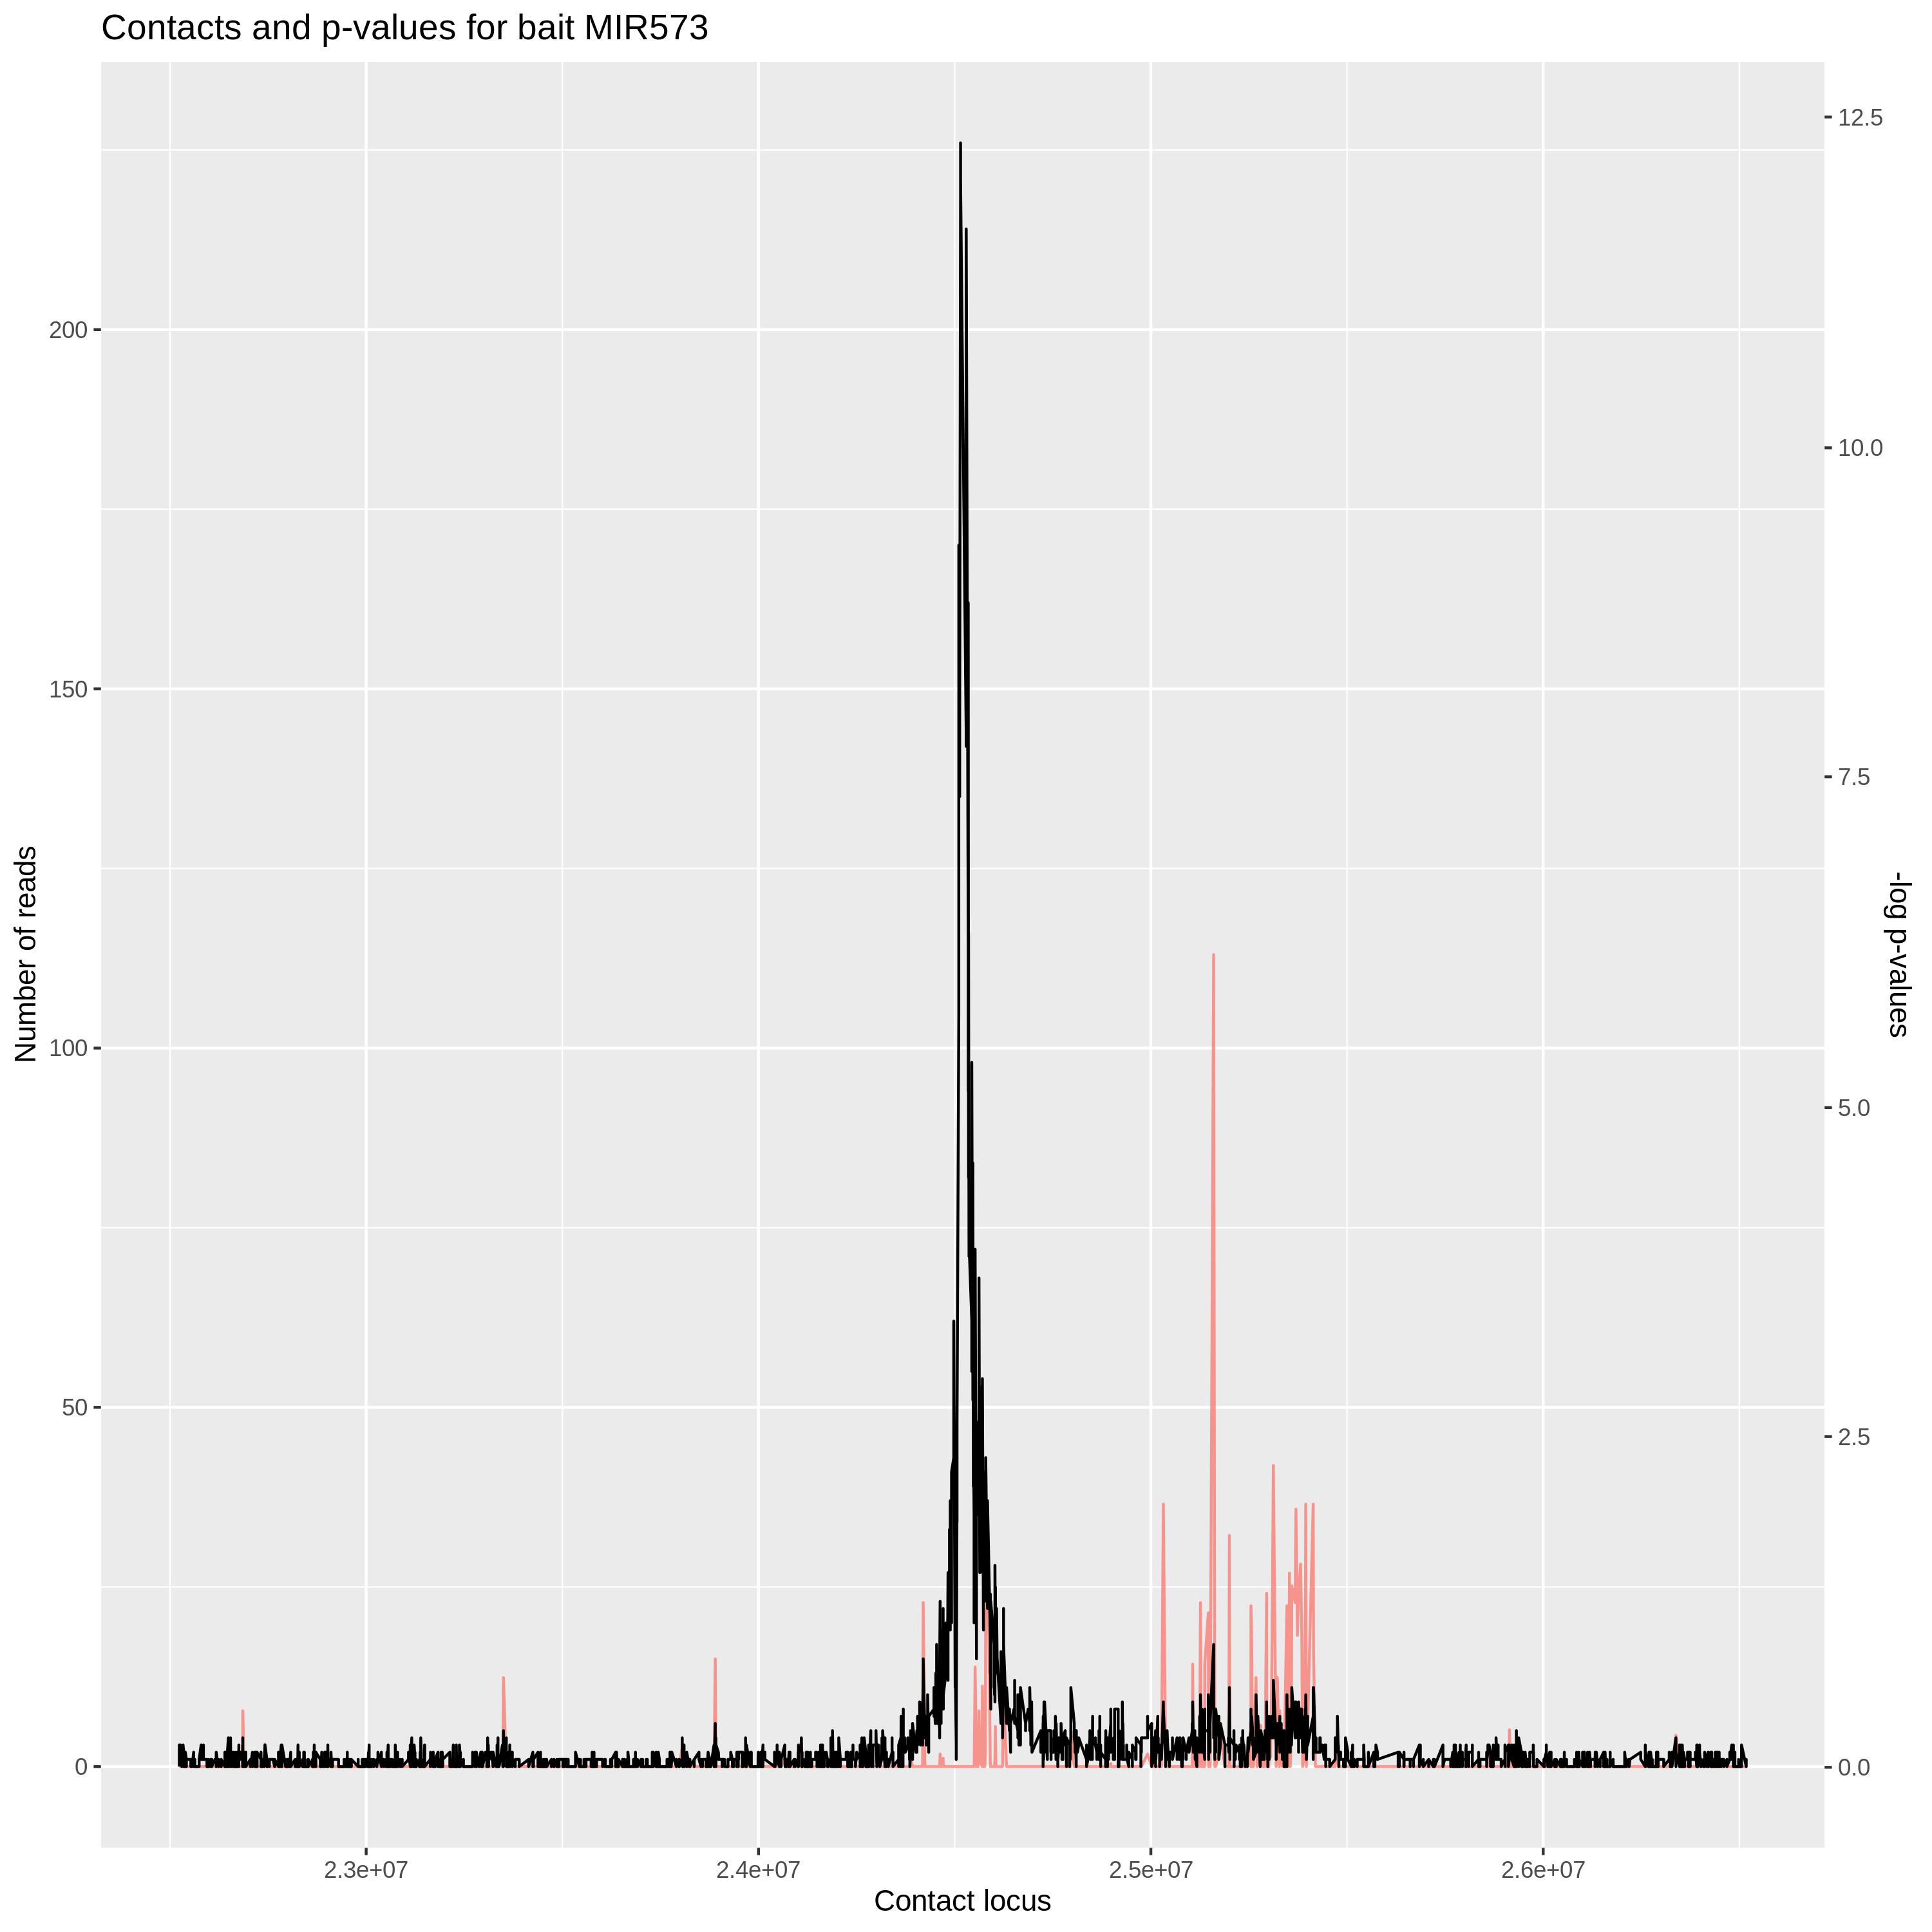 Contacts and p-values for bait MIR573
Number of reads
200
150
100
50
0
12.5
10.0
7.5
5.0
2.5
0.0
-log p-values
2.3e+07 2.4e+07 2.5e+07 2.6e+07
Contact locus